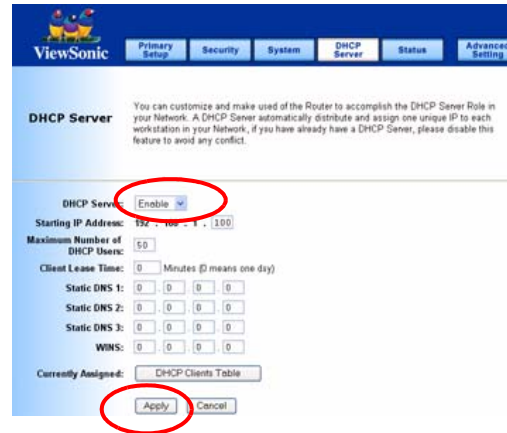 ViewSonic
Primary Setup
Security
System
DHCP Server
Status
Advanced Setting
DHCP Server
You can customize and make used of the Router to accomplish the DHCP Server Role in
your Network. A DHCP Server automatically distribute and assign one unique IP to each
workstation in your Network, if you have already have a DHCP Server, please disable this
feature to avoid any conflict.
DHCP Server: Enable
Starting IP Address: 192 . 168 . 1 . 100
Maximum Number of
DHCP Users: 50
Client Lease Time: 0 Minutes (0 means one day)
Static DNS 1: 0 . 0 . 0 . 0
Static DNS 2: 0 . 0 . 0 . 0
Static DNS 3: 0 . 0 . 0 . 0
WINS: 0 . 0 . 0 . 0
Currently Assigned: DHCP Clients Table
Apply Cancel